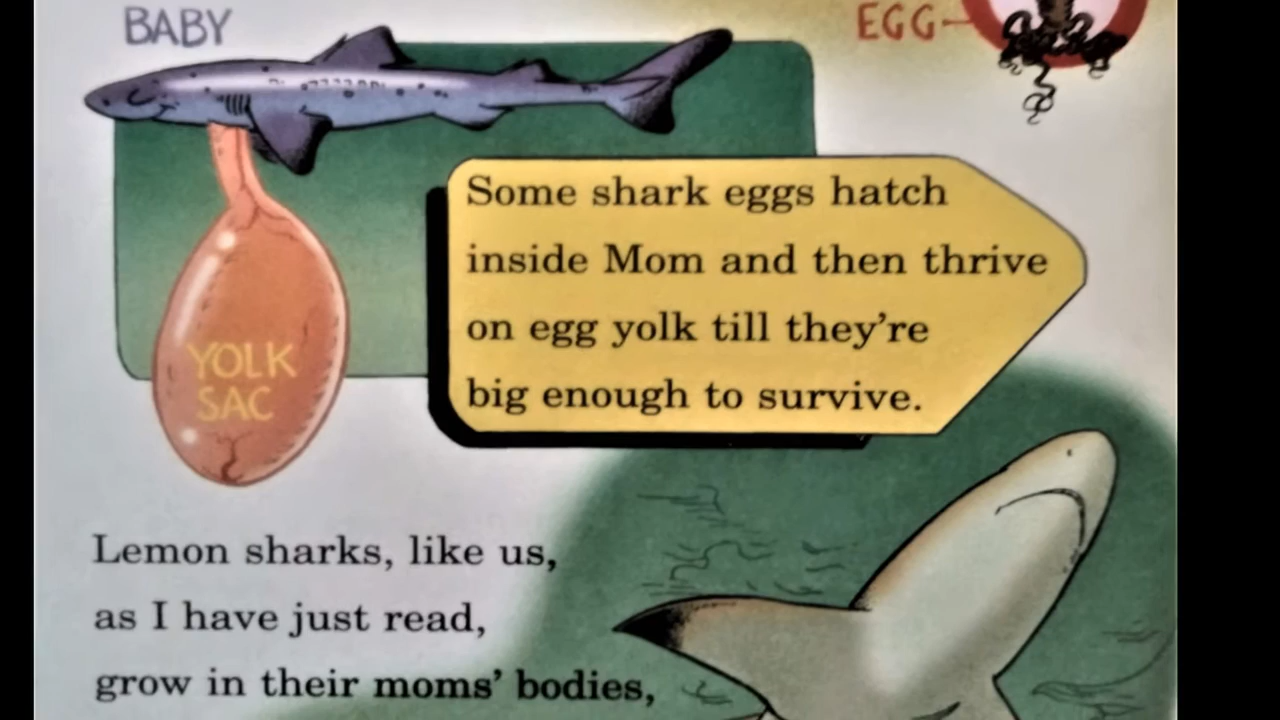 BABY
EGG
Some shark eggs hatch
inside Mom and then thrive
on egg yolk till they're
big enough to survive.
YOLK
SAC
Lemon sharks, like us,
as I have just read,
grow in their moms' bodies,